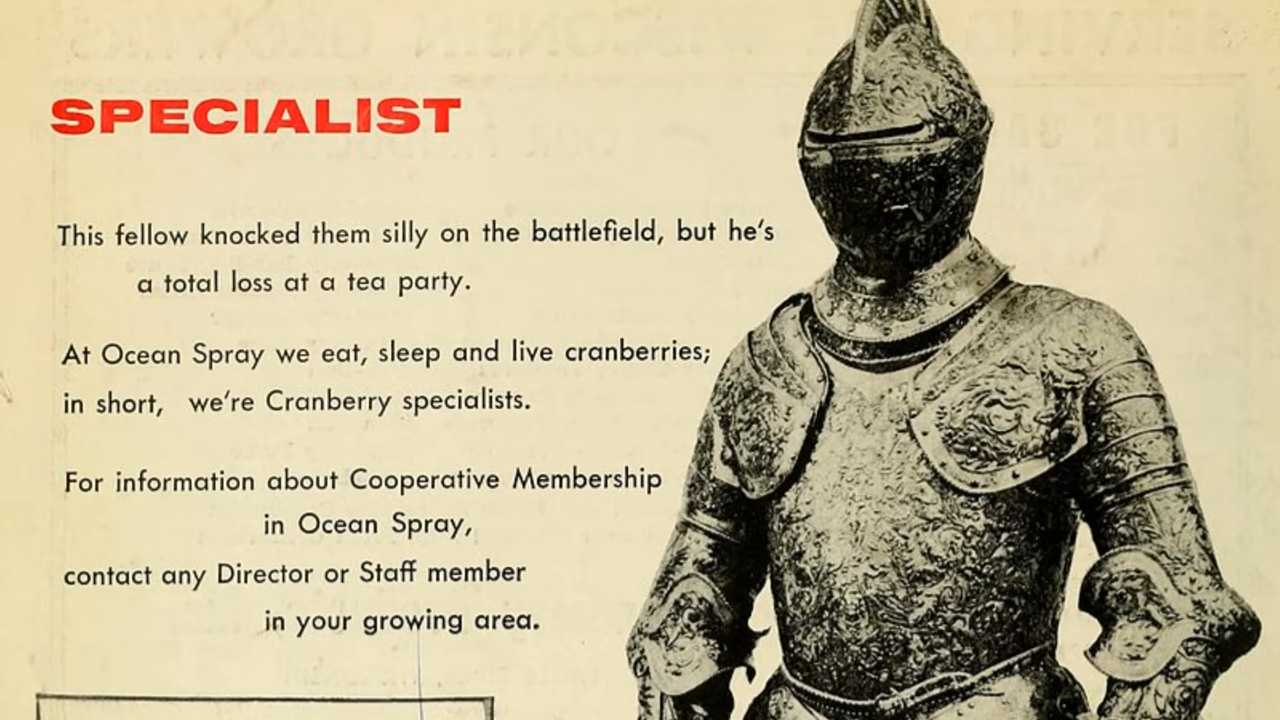 SPECIALIST
This fellow knocked them silly on the battlefield, but he's
a total loss at a tea party.
At Ocean Spray we eat, sleep and live cranberries;
in short, we're Cranberry specialists.
For information about Cooperative Membership
in Ocean Spray,
contact any Director or Staff member
in your growing area.